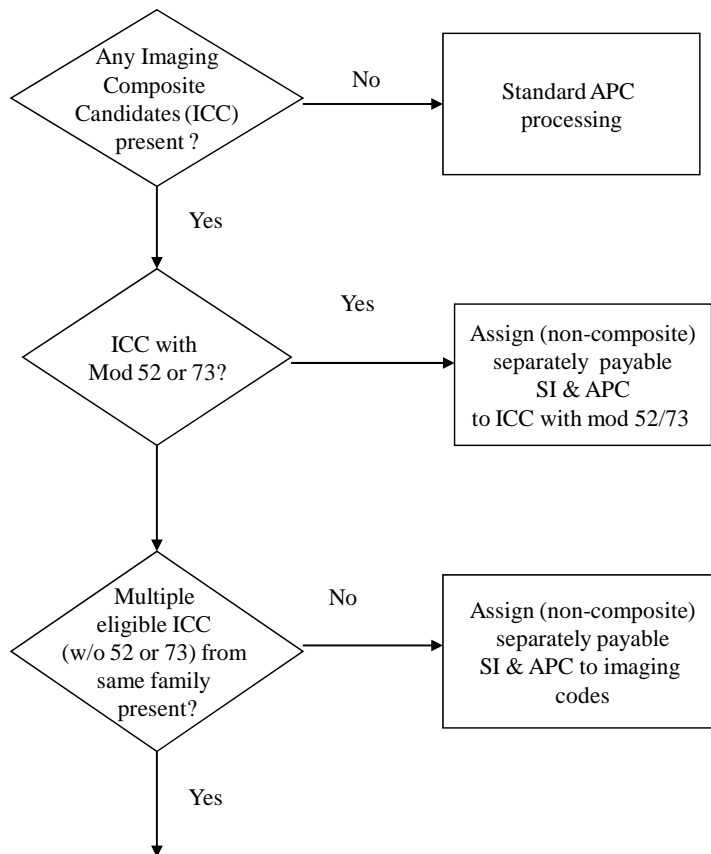 Any Imaging
Composite
Candidates (ICC)
present ?
No
Standard APC
processing
Yes
ICC with
Mod 52 or 73?
Yes
Assign (non-composite)
separately payable
SI & APC
to ICC with mod 52/73
Multiple
eligible ICC
(w/o 52 or 73) from
same family
present?
No
Assign (non-composite)
separately payable
SI & APC to imaging
codes
Yes